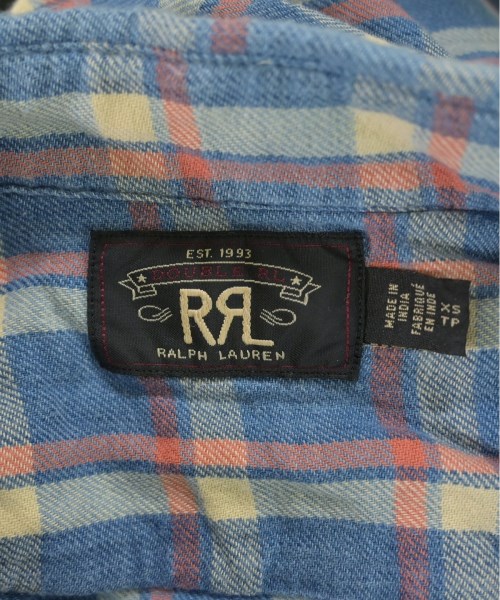 EST. 1993
DOUBLE RL
RRL
RALPH LAUREN
MADE IN
INDIA
FABRIQUÉ
EN INDE
XS
TP